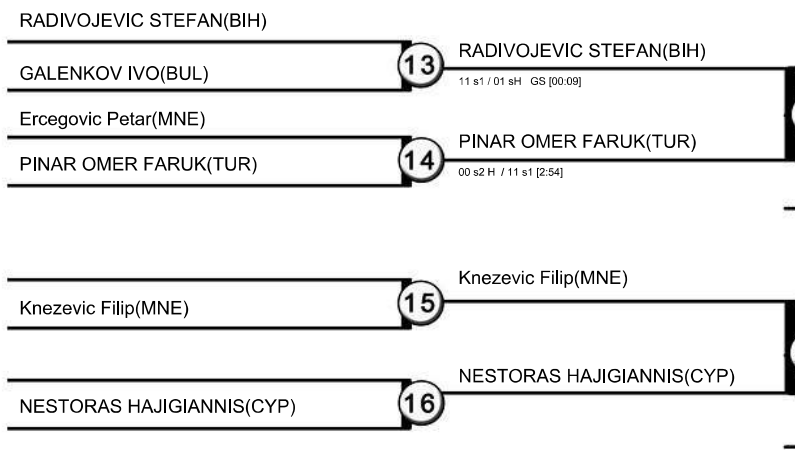 RADIVOJEVIC STEFAN(BIH)
GALENKOV IVO(BUL)
13
RADIVOJEVIC STEFAN(BIH)
11 s1 / 01 sH GS [00:09]
Ercegovic Petar(MNE)
PINAR OMER FARUK(TUR)
14
PINAR OMER FARUK(TUR)
00 s2 H / 11 s1 [2:54]
Knezevic Filip(MNE)
15
Knezevic Filip(MNE)
NESTORAS HAJIGIANNIS(CYP)
16
NESTORAS HAJIGIANNIS(CYP)